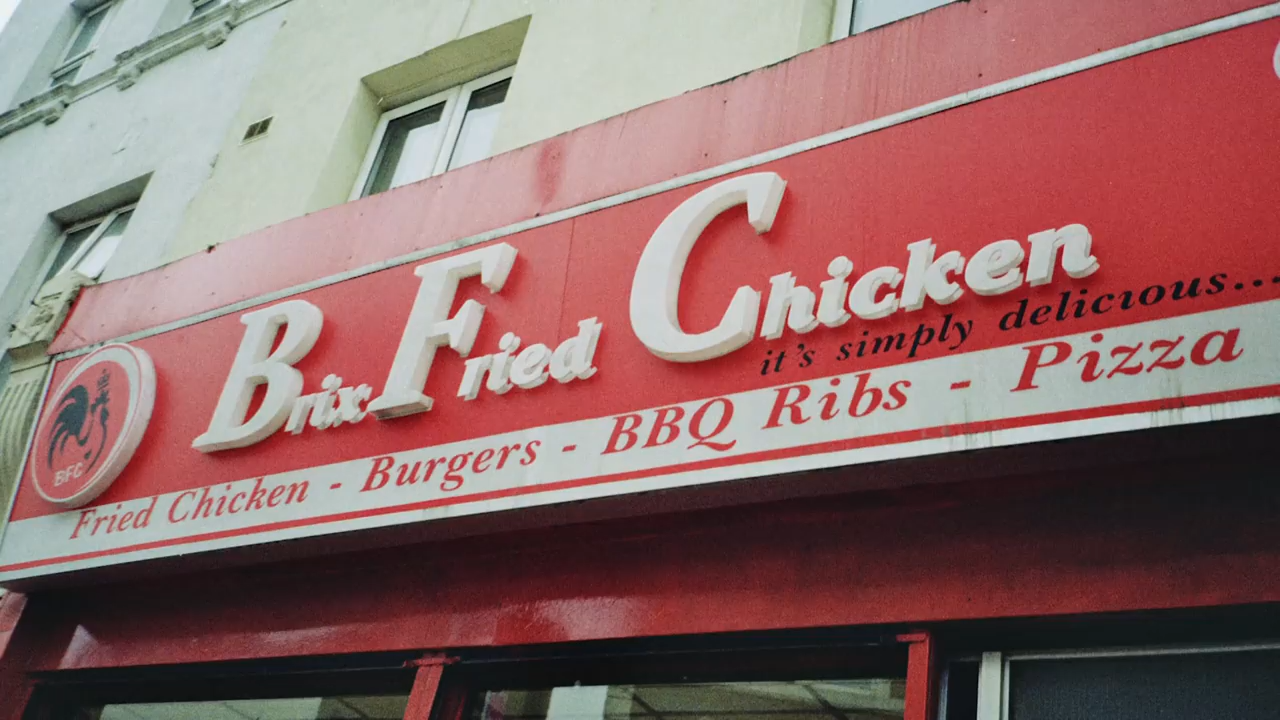 Brix Fried Chicken
it's simply delicious...
BFC
Fried Chicken - Burgers - BBQ Ribs - Pizza